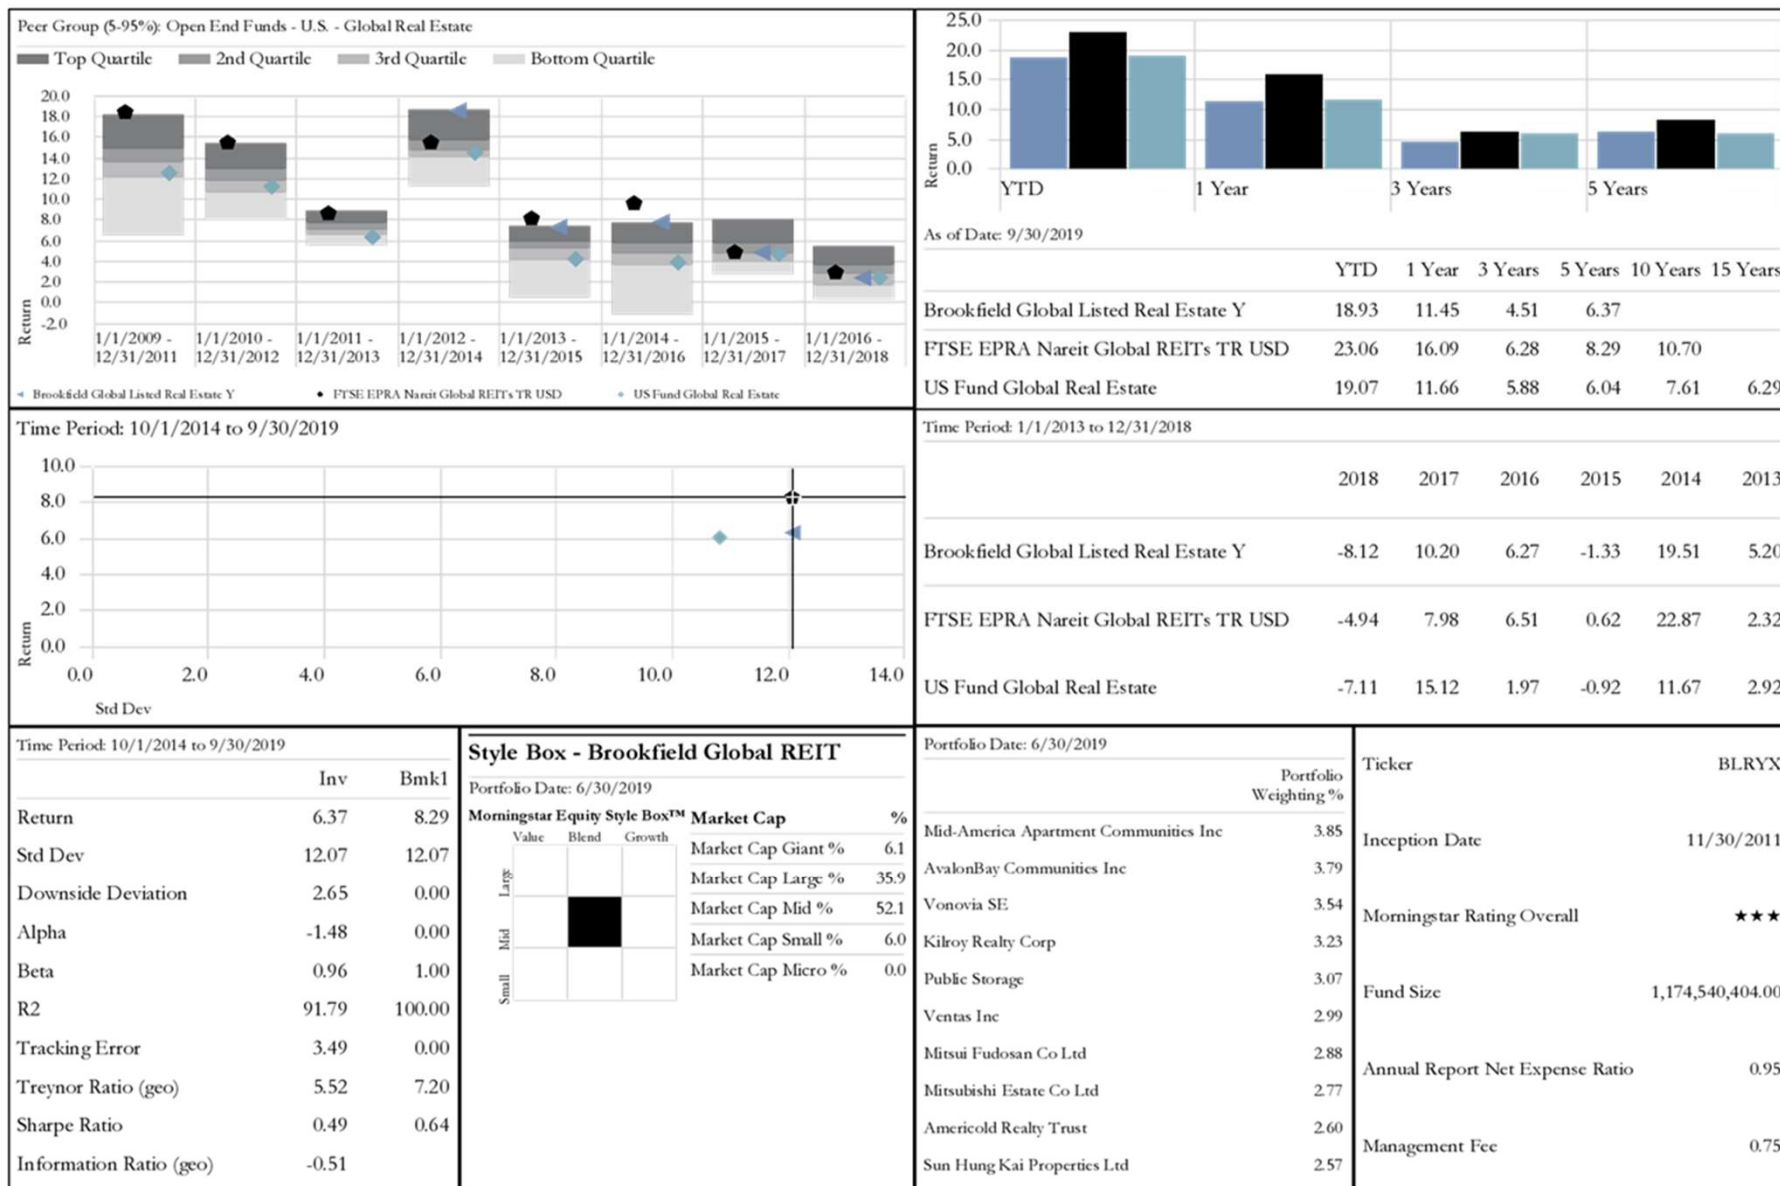 Peer Group (5-95%): Open End Funds - U.S. - Global Real Estate
Top Quartile 2nd Quartile 3rd Quartile Bottom Quartile
20.0
18.0
16.0
14.0
12.0
10.0
8.0
6.0
4.0
2.0
0.0
-2.0
Return
1/1/2009 - 1/1/2010 - 1/1/2011 - 1/1/2012 - 1/1/2013 - 1/1/2014 - 1/1/2015 - 1/1/2016 -
12/31/2011 12/31/2012 12/31/2013 12/31/2014 12/31/2015 12/31/2016 12/31/2017 12/31/2018
Brookfield Global Listed Real Estate Y FTSE EPRA Nareit Global REITs TR USD US Fund Global Real Estate
25.0
20.0
15.0
10.0
5.0
0.0
Return
YTD 1 Year 3 Years 5 Years
As of Date: 9/30/2019
YTD 1 Year 3 Years 5 Years 10 Years 15 Years
Brookfield Global Listed Real Estate Y 18.93 11.45 4.51 6.37
FTSE EPRA Nareit Global REITs TR USD 23.06 16.09 6.28 8.29 10.70
US Fund Global Real Estate 19.07 11.66 5.88 6.04 7.61 6.29
Time Period: 10/1/2014 to 9/30/2019
10.0
8.0
6.0
4.0
2.0
0.0
Return
0.0 2.0 4.0 6.0 8.0 10.0 12.0 14.0
Std Dev
Time Period: 1/1/2013 to 12/31/2018
2018 2017 2016 2015 2014 2013
Brookfield Global Listed Real Estate Y -8.12 10.20 6.27 -1.33 19.51 5.20
FTSE EPRA Nareit Global REITs TR USD -4.94 7.98 6.51 0.62 22.87 2.32
US Fund Global Real Estate -7.11 15.12 1.97 -0.92 11.67 2.92
Time Period: 10/1/2014 to 9/30/2019
Inv Bmk1
Return 6.37 8.29
Std Dev 12.07 12.07
Downside Deviation 2.65 0.00
Alpha -1.48 0.00
Beta 0.96 1.00
R2 91.79 100.00
Tracking Error 3.49 0.00
Treynor Ratio (geo) 5.52 7.20
Sharpe Ratio 0.49 0.64
Information Ratio (geo) -0.51
Style Box - Brookfield Global REIT
Portfolio Date: 6/30/2019
Morningstar Equity Style Box™
Value Blend Growth
Large
Mid
Small
Market Cap %
Market Cap Giant % 6.1
Market Cap Large % 35.9
Market Cap Mid % 52.1
Market Cap Small % 6.0
Market Cap Micro % 0.0
Portfolio Date: 6/30/2019
Portfolio
Weighting %
Mid-America Apartment Communities Inc 3.85
AvalonBay Communities Inc 3.79
Vonovia SE 3.54
Kilroy Realty Corp 3.23
Public Storage 3.07
Ventas Inc 2.99
Mitsui Fudosan Co Ltd 2.88
Mitsubishi Estate Co Ltd 2.77
Americold Realty Trust 2.60
Sun Hung Kai Properties Ltd 2.57
Ticker BLRYX
Inception Date 11/30/2011
Morningstar Rating Overall ★★★
Fund Size 1,174,540,404.00
Annual Report Net Expense Ratio 0.95
Management Fee 0.75